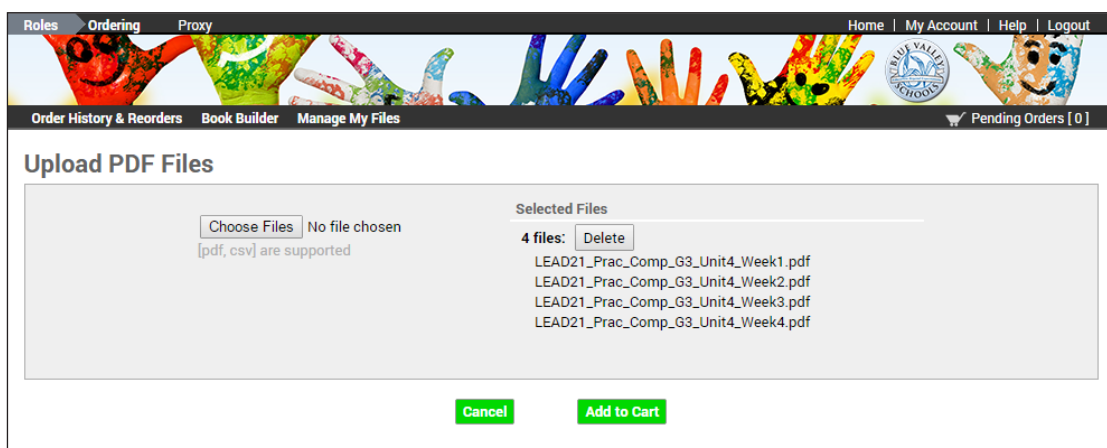 Roles Ordering Proxy Home | My Account | Help | Logout
BLUE VALLEY SCHOOLS
Order History & Reorders Book Builder Manage My Files Pending Orders [ 0 ]
Upload PDF Files
Selected Files
Choose Files No file chosen
4 files: Delete
[pdf, csv] are supported
LEAD21_Prac_Comp_G3_Unit4_Week1.pdf
LEAD21_Prac_Comp_G3_Unit4_Week2.pdf
LEAD21_Prac_Comp_G3_Unit4_Week3.pdf
LEAD21_Prac_Comp_G3_Unit4_Week4.pdf
Cancel Add to Cart